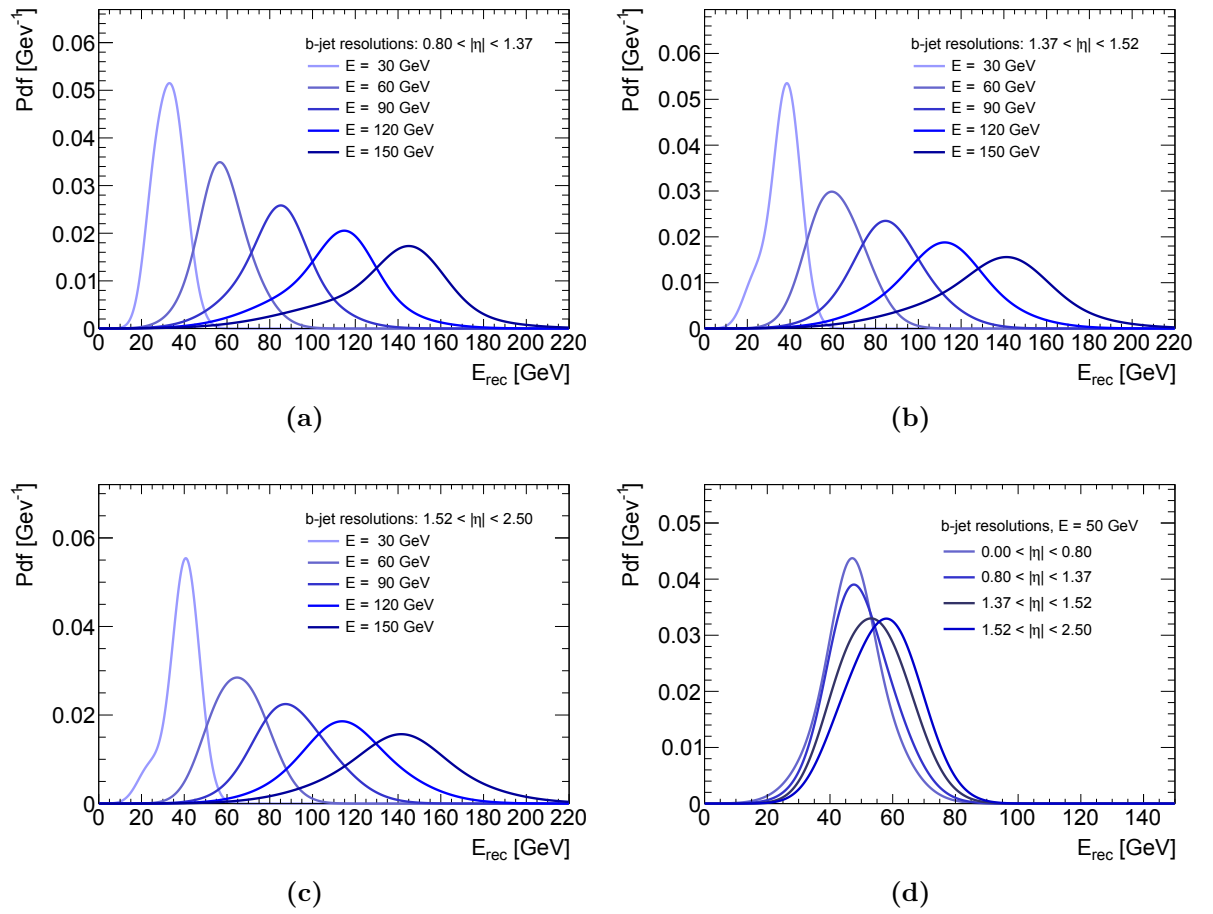 Pdf [Gev⁻¹]
0.06
0.05
0.04
0.03
0.02
0.01
0
b-jet resolutions: 0.80 < |η| < 1.37
E = 30 GeV
E = 60 GeV
E = 90 GeV
E = 120 GeV
E = 150 GeV
0 20 40 60 80 100 120 140 160 180 200 220
E_rec [GeV]
(a)
Pdf [Gev⁻¹]
0.06
0.05
0.04
0.03
0.02
0.01
0
b-jet resolutions: 1.37 < |η| < 1.52
E = 30 GeV
E = 60 GeV
E = 90 GeV
E = 120 GeV
E = 150 GeV
0 20 40 60 80 100 120 140 160 180 200 220
E_rec [GeV]
(b)
Pdf [Gev⁻¹]
0.06
0.04
0.02
0
b-jet resolutions: 1.52 < |η| < 2.50
E = 30 GeV
E = 60 GeV
E = 90 GeV
E = 120 GeV
E = 150 GeV
0 20 40 60 80 100 120 140 160 180 200 220
E_rec [GeV]
(c)
Pdf [Gev⁻¹]
0.05
0.04
0.03
0.02
0.01
0
b-jet resolutions, E = 50 GeV
0.00 < |η| < 0.80
0.80 < |η| < 1.37
1.37 < |η| < 1.52
1.52 < |η| < 2.50
0 20 40 60 80 100 120 140
E_rec [GeV]
(d)